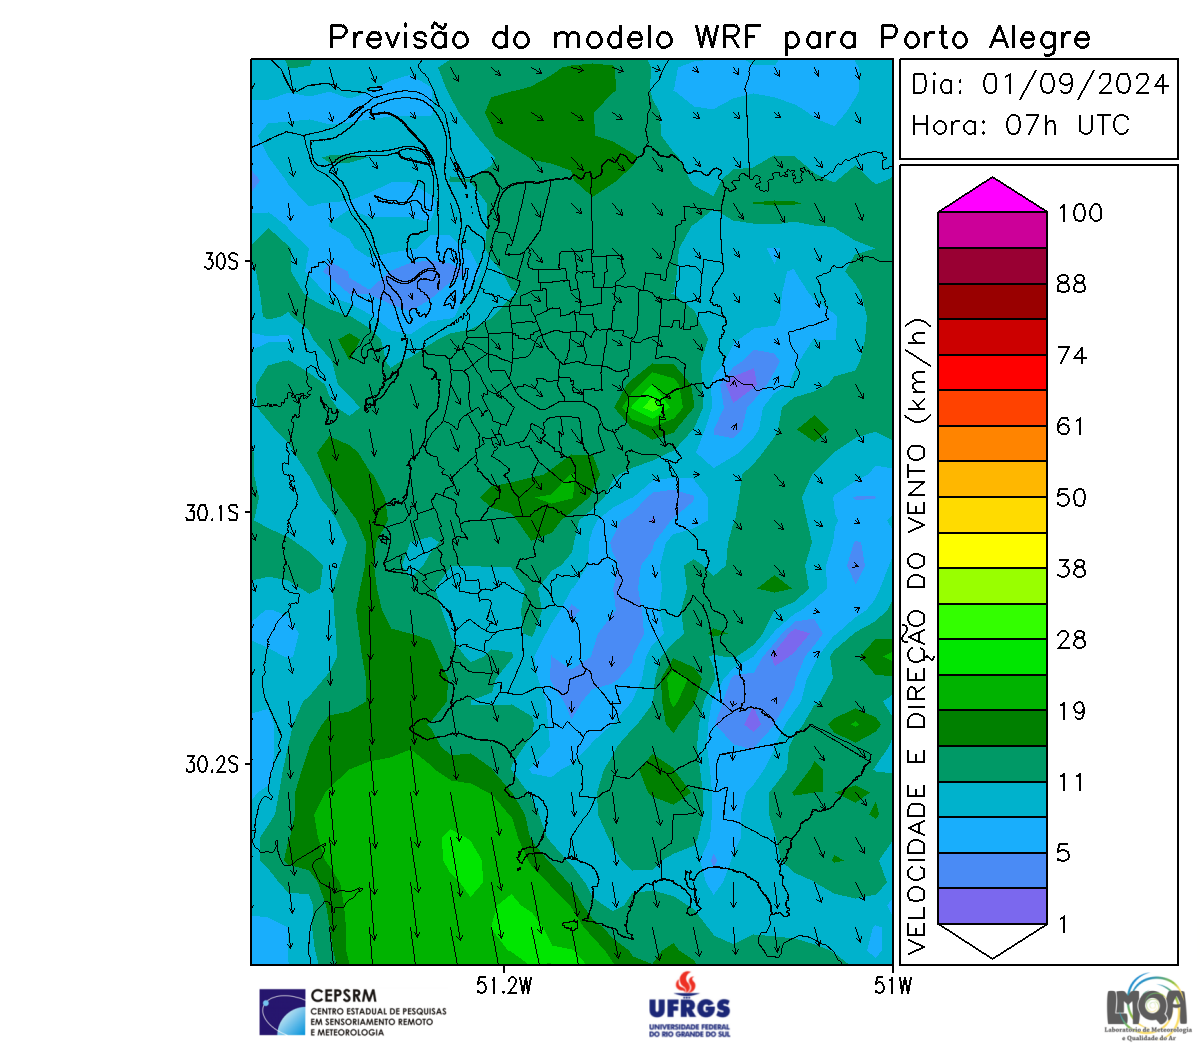 Previsão do modelo WRF para Porto Alegre
Dia: 01/09/2024
Hora: 07h UTC
100
88
74
61
50
38
28
19
11
5
1
VELOCIDADE E DIREÇÃO DO VENTO (km/h)
30S
30.1S
30.2S
51.2W
51W
CEPSRM
CENTRO ESTADUAL DE PESQUISAS
EM SENSORIAMENTO REMOTO
E METEOROLOGIA
UFRGS
UNIVERSIDADE FEDERAL
DO RIO GRANDE DO SUL
LMQA
Laboratório de Meteorologia
e Qualidade do Ar